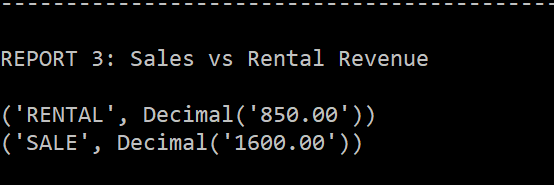 REPORT 3: Sales vs Rental Revenue
('RENTAL', Decimal('850.00'))
('SALE', Decimal('1600.00'))